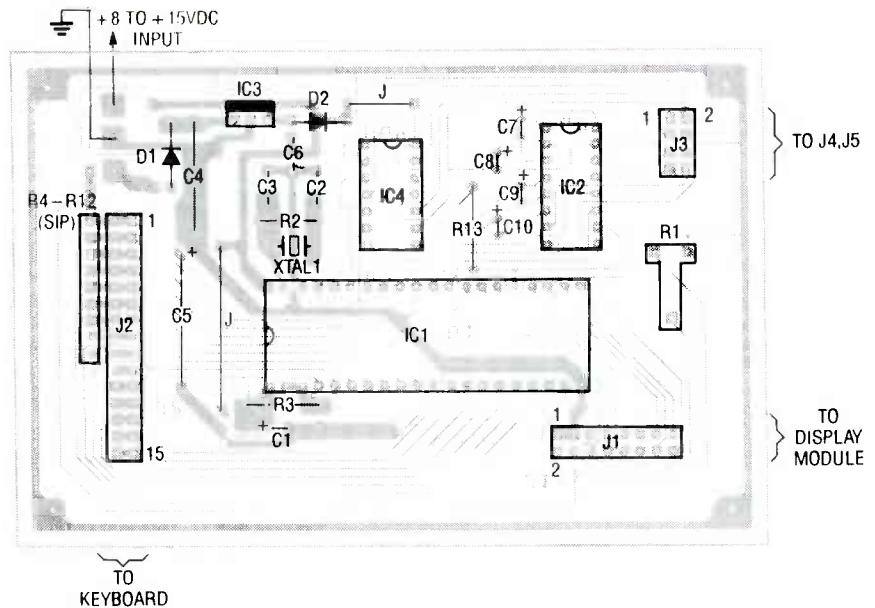 +8 TO +15VDC
INPUT
IC3
D2
J
C7
1
2
J3
TO J4,J5
D1
C4
C6
C8
IC4
IC2
C3
C2
C9
R4–R12
(SIP)
1
R2
R13
C10
R1
XTAL1
J2
C5
J
IC1
R3
1
C1
J1
15
2
TO
DISPLAY
MODULE
TO
KEYBOARD